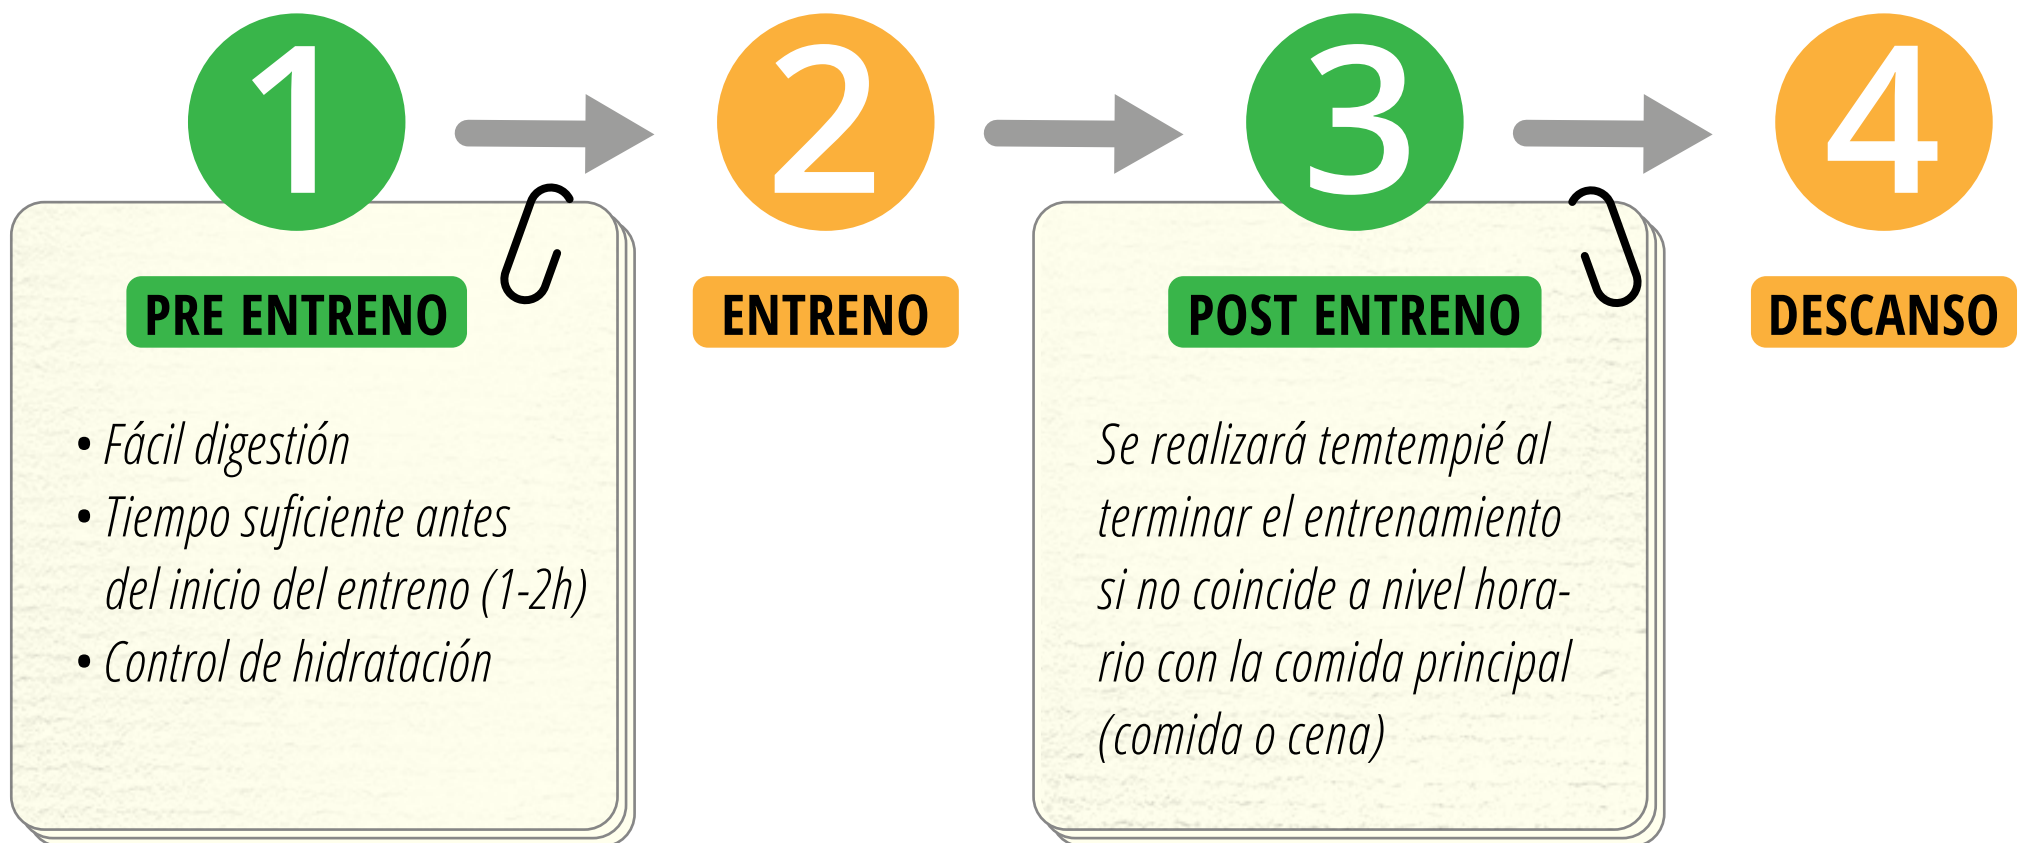 1
2
3
4
PRE ENTRENO
ENTRENO
POST ENTRENO
DESCANSO
• Fácil digestión
• Tiempo suficiente antes
del inicio del entreno (1-2h)
• Control de hidratación
Se realizará temtempié al
terminar el entrenamiento
si no coincide a nivel hora-
rio con la comida principal
(comida o cena)